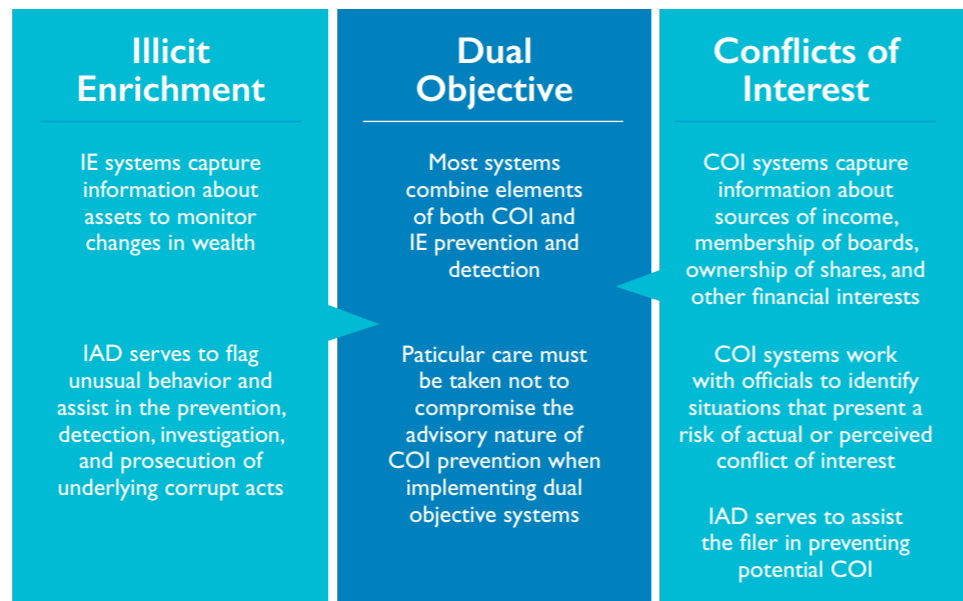 Illicit
Enrichment
IE systems capture
information about
assets to monitor
changes in wealth
IAD serves to flag
unusual behavior and
assist in the prevention,
detection, investigation,
and prosecution of
underlying corrupt acts
Dual
Objective
Most systems
combine elements
of both COI and
IE prevention and
detection
Paticular care must
be taken not to
compromise the
advisory nature of
COI prevention when
implementing dual
objective systems
Conflicts of
Interest
COI systems capture
information about
sources of income,
membership of boards,
ownership of shares, and
other financial interests
COI systems work
with officials to identify
situations that present a
risk of actual or perceived
conflict of interest
IAD serves to assist
the filer in preventing
potential COI